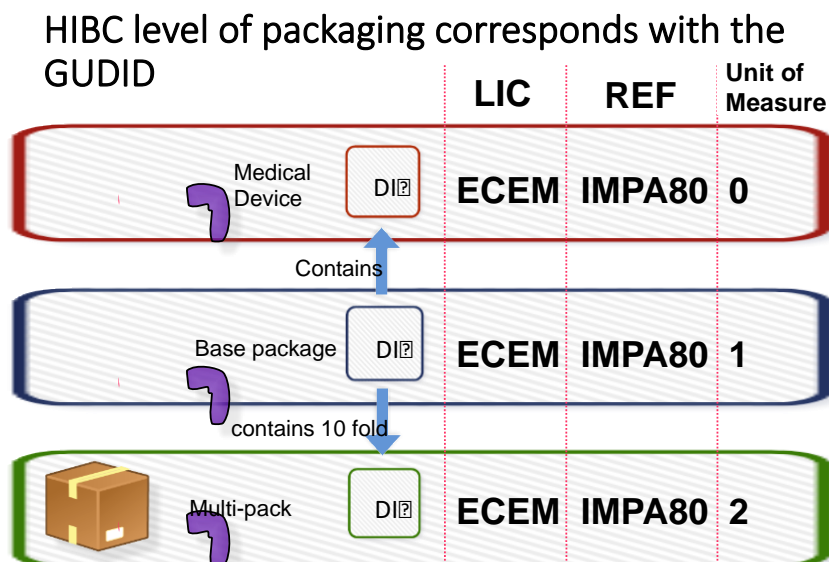 HIBC level of packaging corresponds with the
GUDID
LIC REF Unit of
Measure
Medical
Device
DI⍰ ECEM IMPA80 0
Contains
Base package DI⍰ ECEM IMPA80 1
contains 10 fold
Multi-pack DI⍰ ECEM IMPA80 2